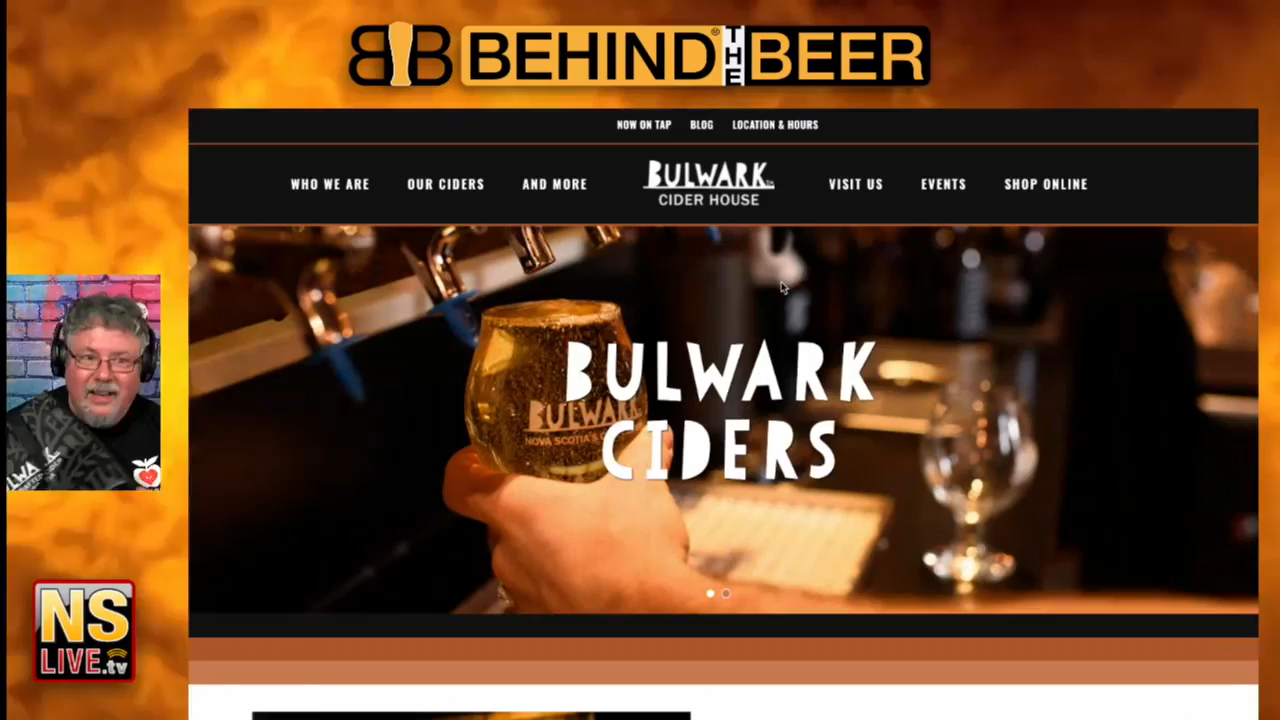 BB BEHIND® THE BEER
NOW ON TAP BLOG LOCATION & HOURS
WHO WE ARE OUR CIDERS AND MORE BULWARK VISIT US EVENTS SHOP ONLINE
CIDER HOUSE
BULWARK
CIDERS
BULWARK
NOVA SCOTIA'S
NS
LIVE.tv